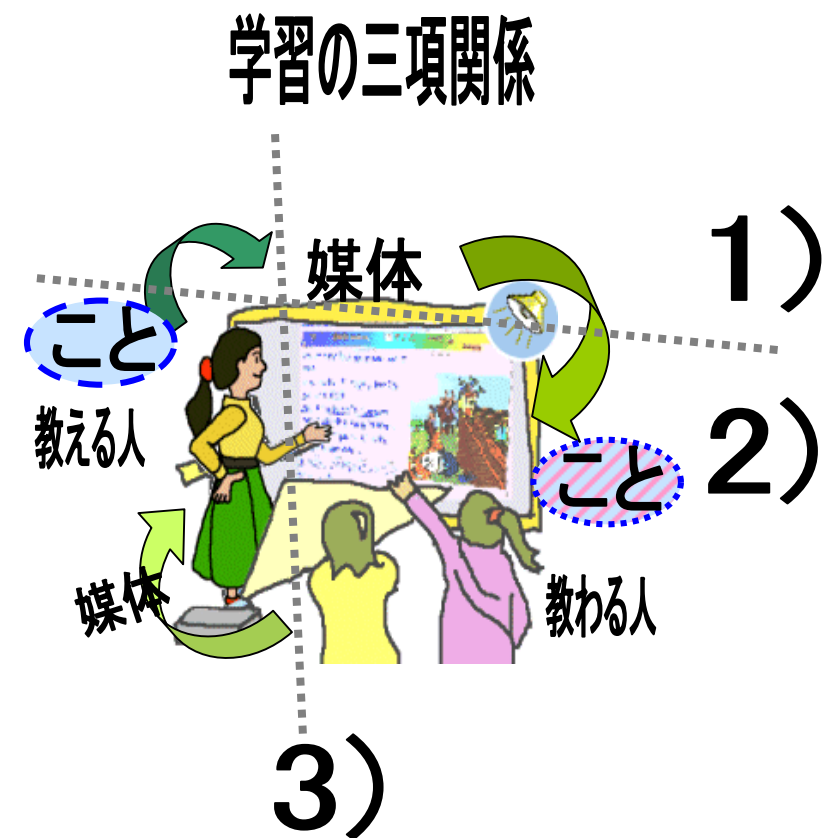 学習の三項関係
1）
媒体
こと
教える人
2）
こと
媒体
教わる人
3）